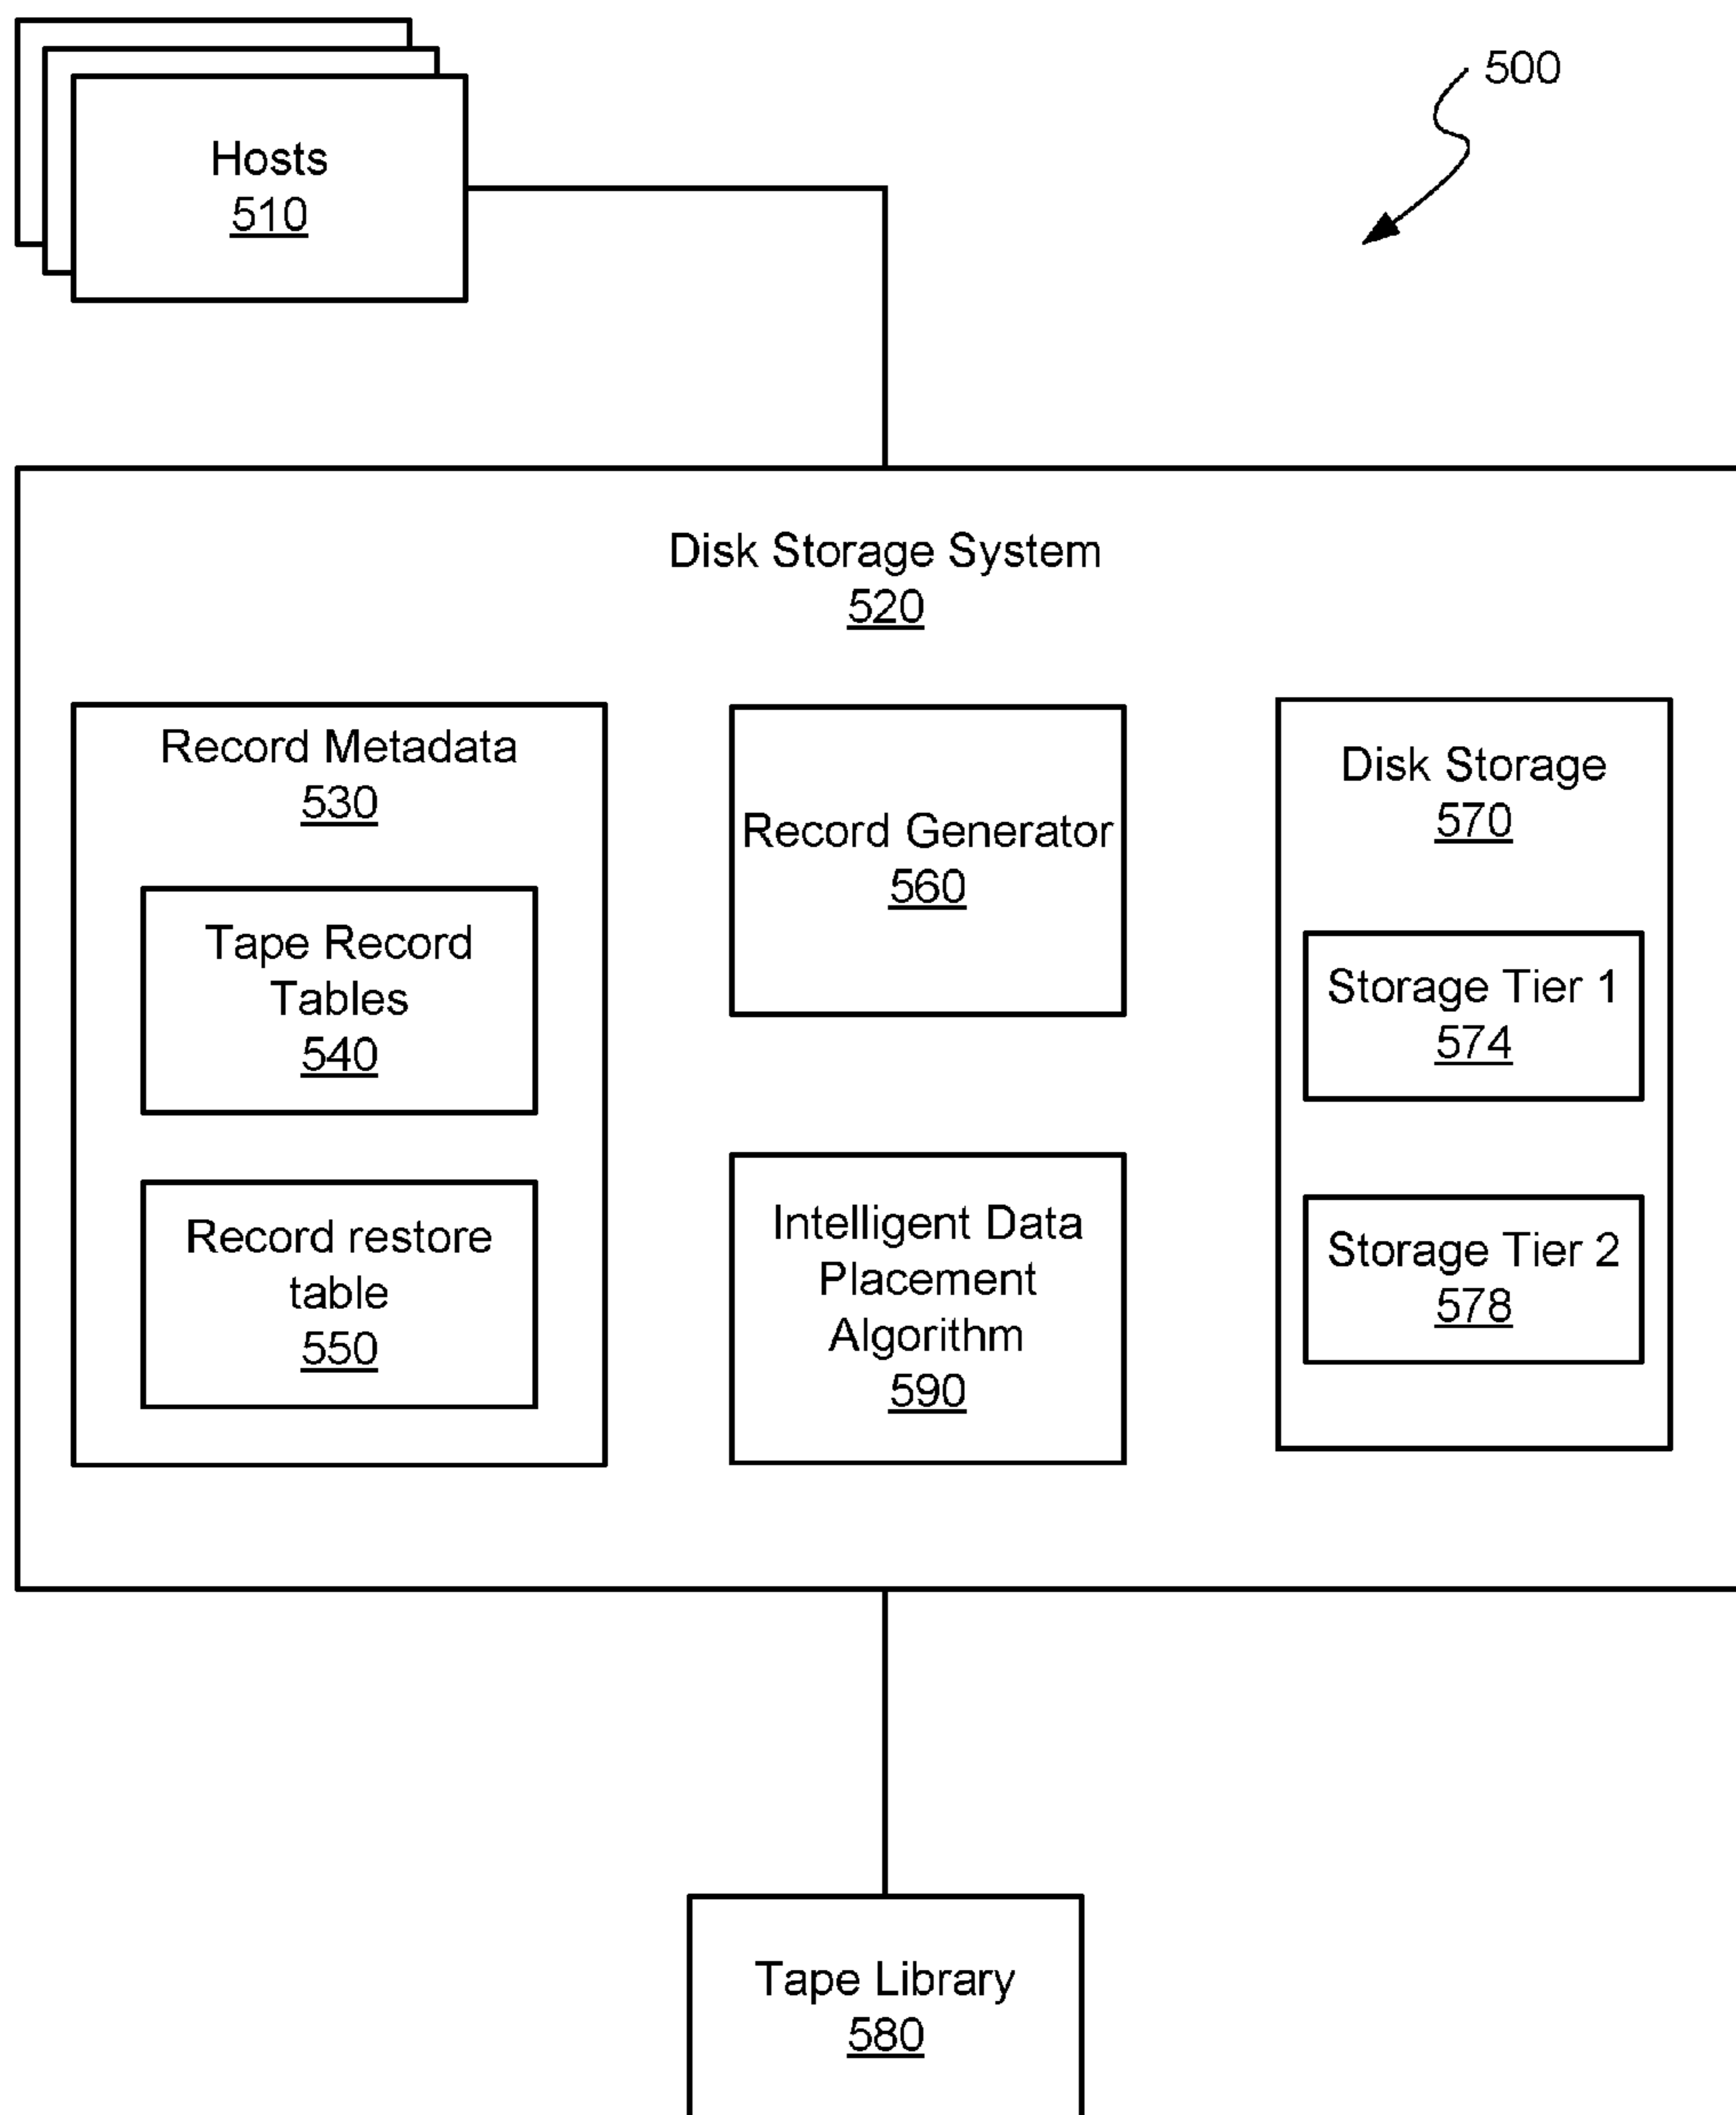 500
Hosts
510
Disk Storage System
520
Record Metadata
530
Tape Record
Tables
540
Record restore
table
550
Record Generator
560
Intelligent Data
Placement
Algorithm
590
Disk Storage
570
Storage Tier 1
574
Storage Tier 2
578
Tape Library
580